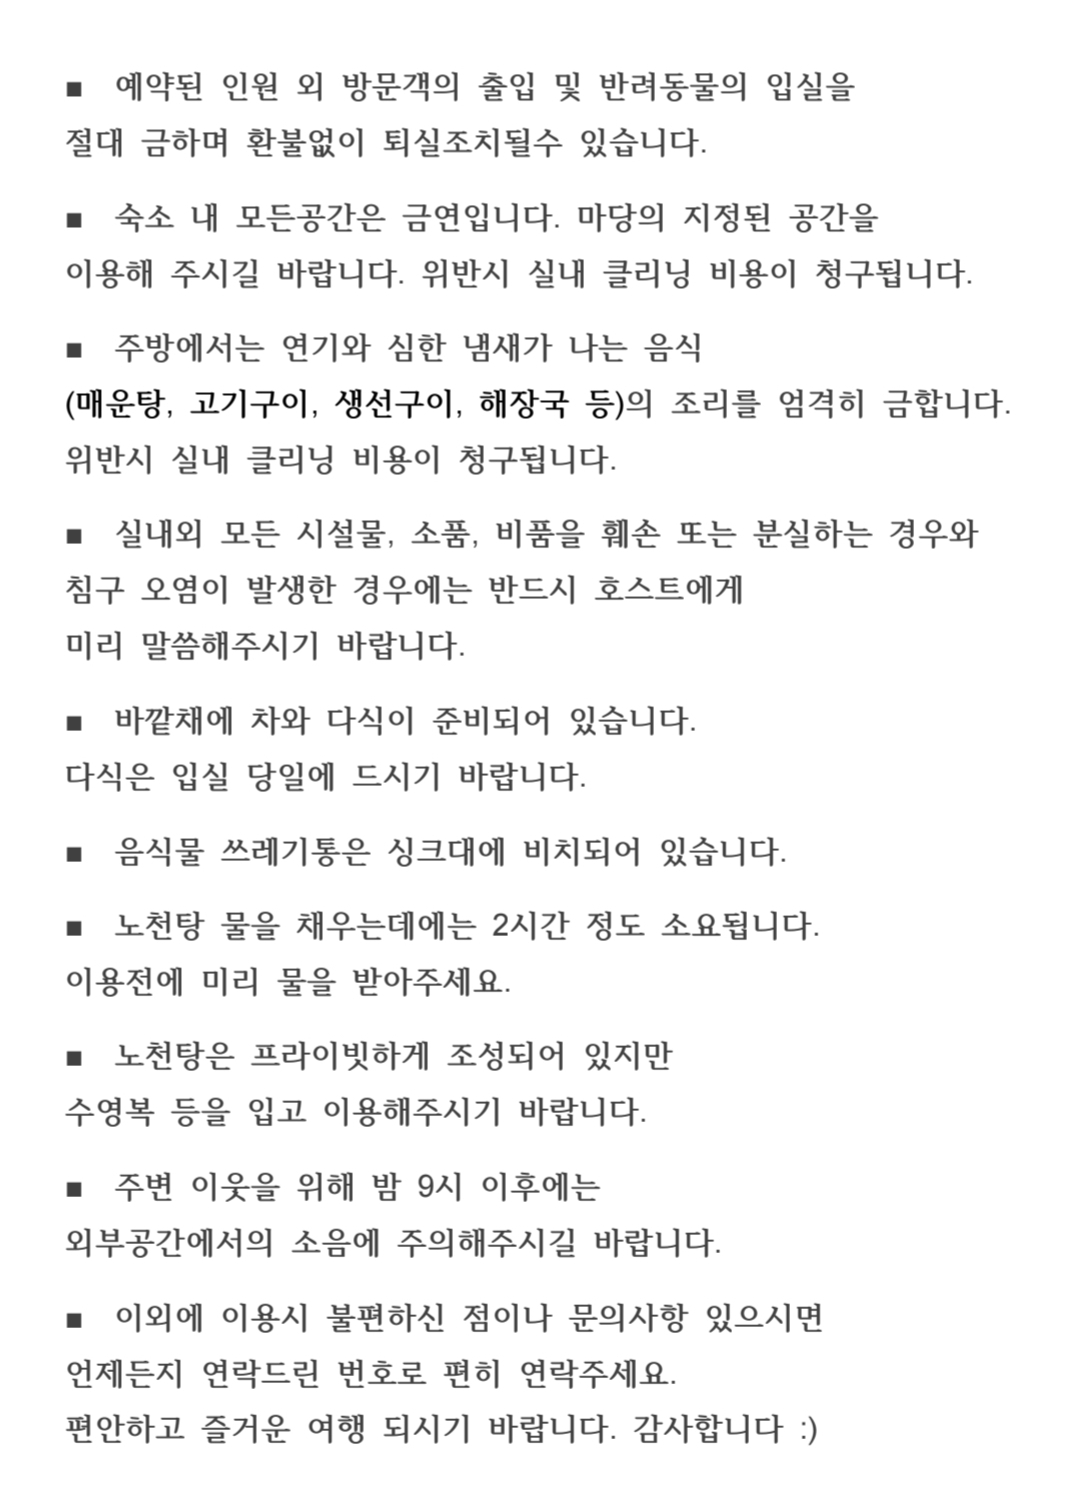 ■ 예약된 인원 외 방문객의 출입 및 반려동물의 입실을
절대 금하며 환불없이 퇴실조치될수 있습니다.
■ 숙소 내 모든공간은 금연입니다. 마당의 지정된 공간을
이용해 주시길 바랍니다. 위반시 실내 클리닝 비용이 청구됩니다.
■ 주방에서는 연기와 심한 냄새가 나는 음식
(매운탕, 고기구이, 생선구이, 해장국 등)의 조리를 엄격히 금합니다.
위반시 실내 클리닝 비용이 청구됩니다.
■ 실내외 모든 시설물, 소품, 비품을 훼손 또는 분실하는 경우와
침구 오염이 발생한 경우에는 반드시 호스트에게
미리 말씀해주시기 바랍니다.
■ 바깥채에 차와 다식이 준비되어 있습니다.
다식은 입실 당일에 드시기 바랍니다.
■ 음식물 쓰레기통은 싱크대에 비치되어 있습니다.
■ 노천탕 물을 채우는데에는 2시간 정도 소요됩니다.
이용전에 미리 물을 받아주세요.
■ 노천탕은 프라이빗하게 조성되어 있지만
수영복 등을 입고 이용해주시기 바랍니다.
■ 주변 이웃을 위해 밤 9시 이후에는
외부공간에서의 소음에 주의해주시길 바랍니다.
■ 이외에 이용시 불편하신 점이나 문의사항 있으시면
언제든지 연락드린 번호로 편히 연락주세요.
편안하고 즐거운 여행 되시기 바랍니다. 감사합니다 :)